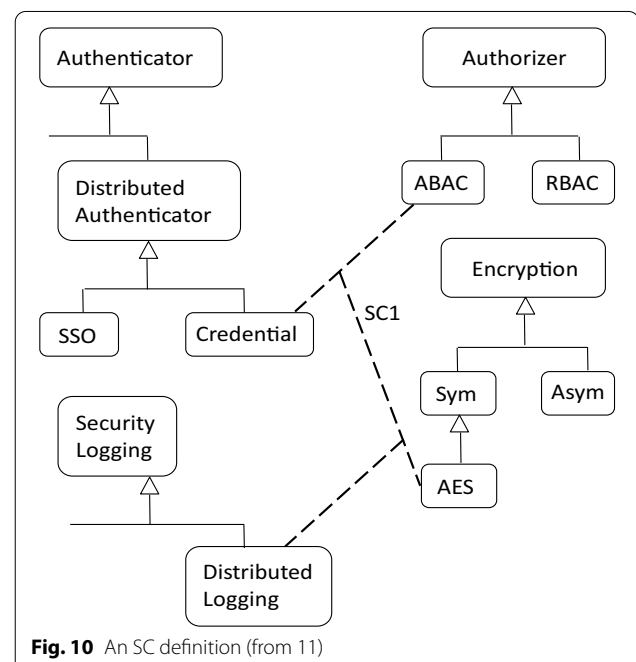 Authenticator
Authorizer
Distributed
Authenticator
ABAC
RBAC
Encryption
SC1
SSO
Credential
Sym
Asym
Security
Logging
AES
Distributed
Logging
Fig. 10 An SC definition (from 11)